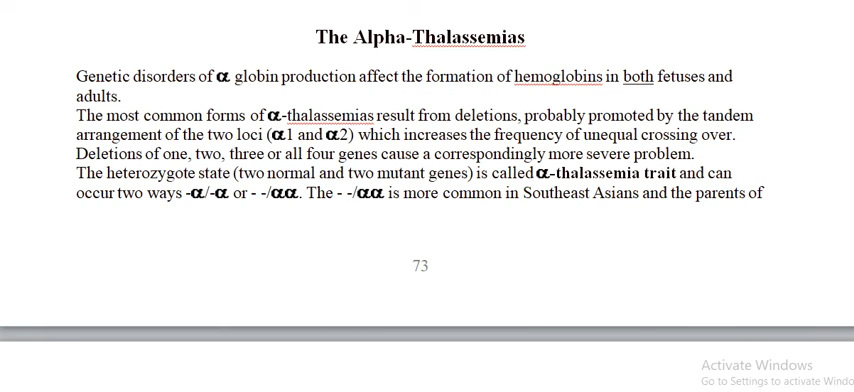 The Alpha-Thalassemias
Genetic disorders of α globin production affect the formation of hemoglobins in both fetuses and
adults.
The most common forms of α-thalassemias result from deletions, probably promoted by the tandem
arrangement of the two loci (α1 and α2) which increases the frequency of unequal crossing over.
Deletions of one, two, three or all four genes cause a correspondingly more severe problem.
The heterozygote state (two normal and two mutant genes) is called α-thalassemia trait and can
occur two ways -α/-α or - -/αα. The - -/αα is more common in Southeast Asians and the parents of
73
Activate Windows
Go to Settings to activate Windo